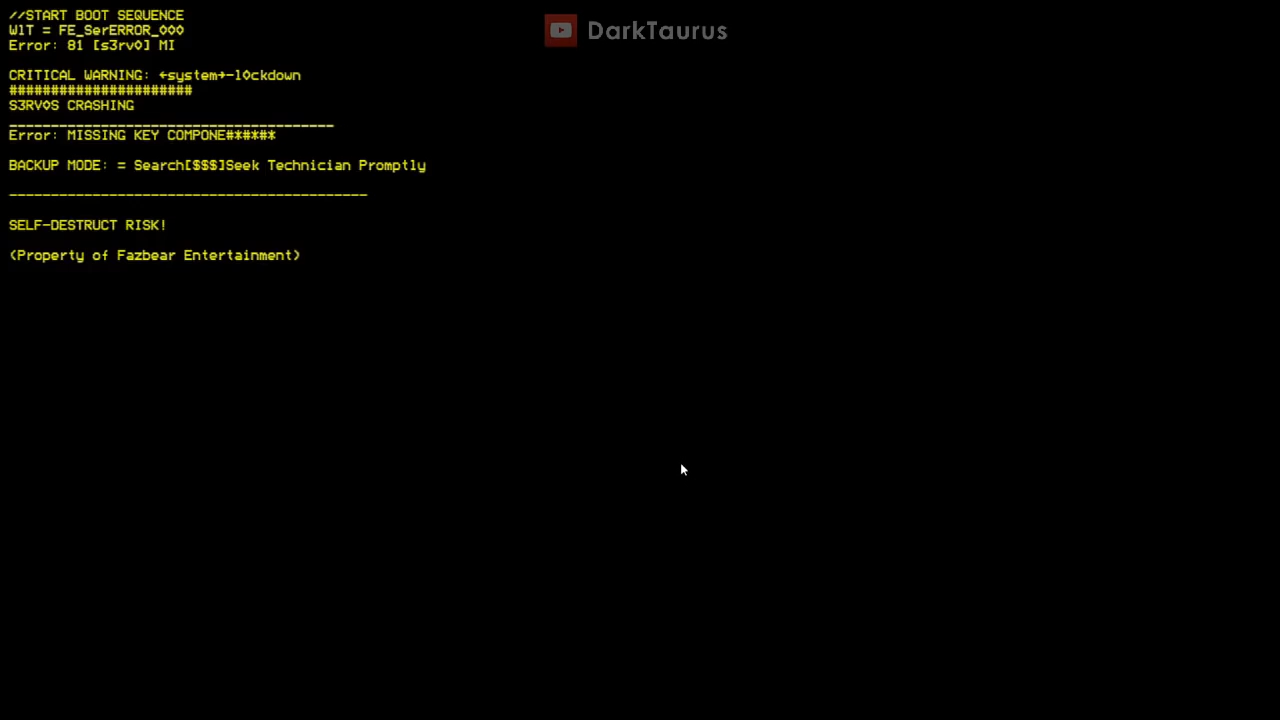 //START BOOT SEQUENCE
W1T = FE_SerERROR_000
Error: 81 [s3rv0] MI
CRITICAL WARNING: ←system→-l0ckdown
######################
S3RV0S CRASHING
_______________________________________
Error: MISSING KEY COMPONE#*#*#*
BACKUP MODE: = Search[$$$]Seek Technician Promptly
-------------------------------------------
SELF-DESTRUCT RISK!
(Property of Fazbear Entertainment)
DarkTaurus